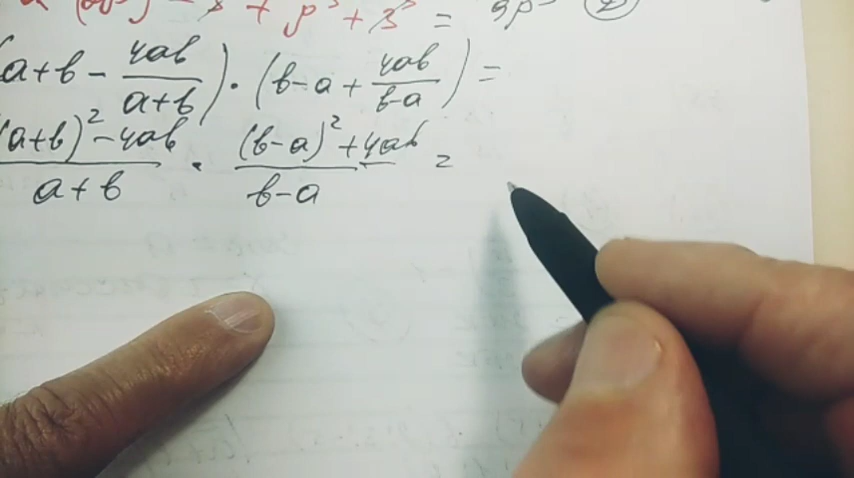 (a+b - 4ab/(a+b)) · (b-a + 4ab/(b-a)) =
((a+b)² - 4ab)/(a+b) · ((b-a)² + 4ab)/(b-a) =